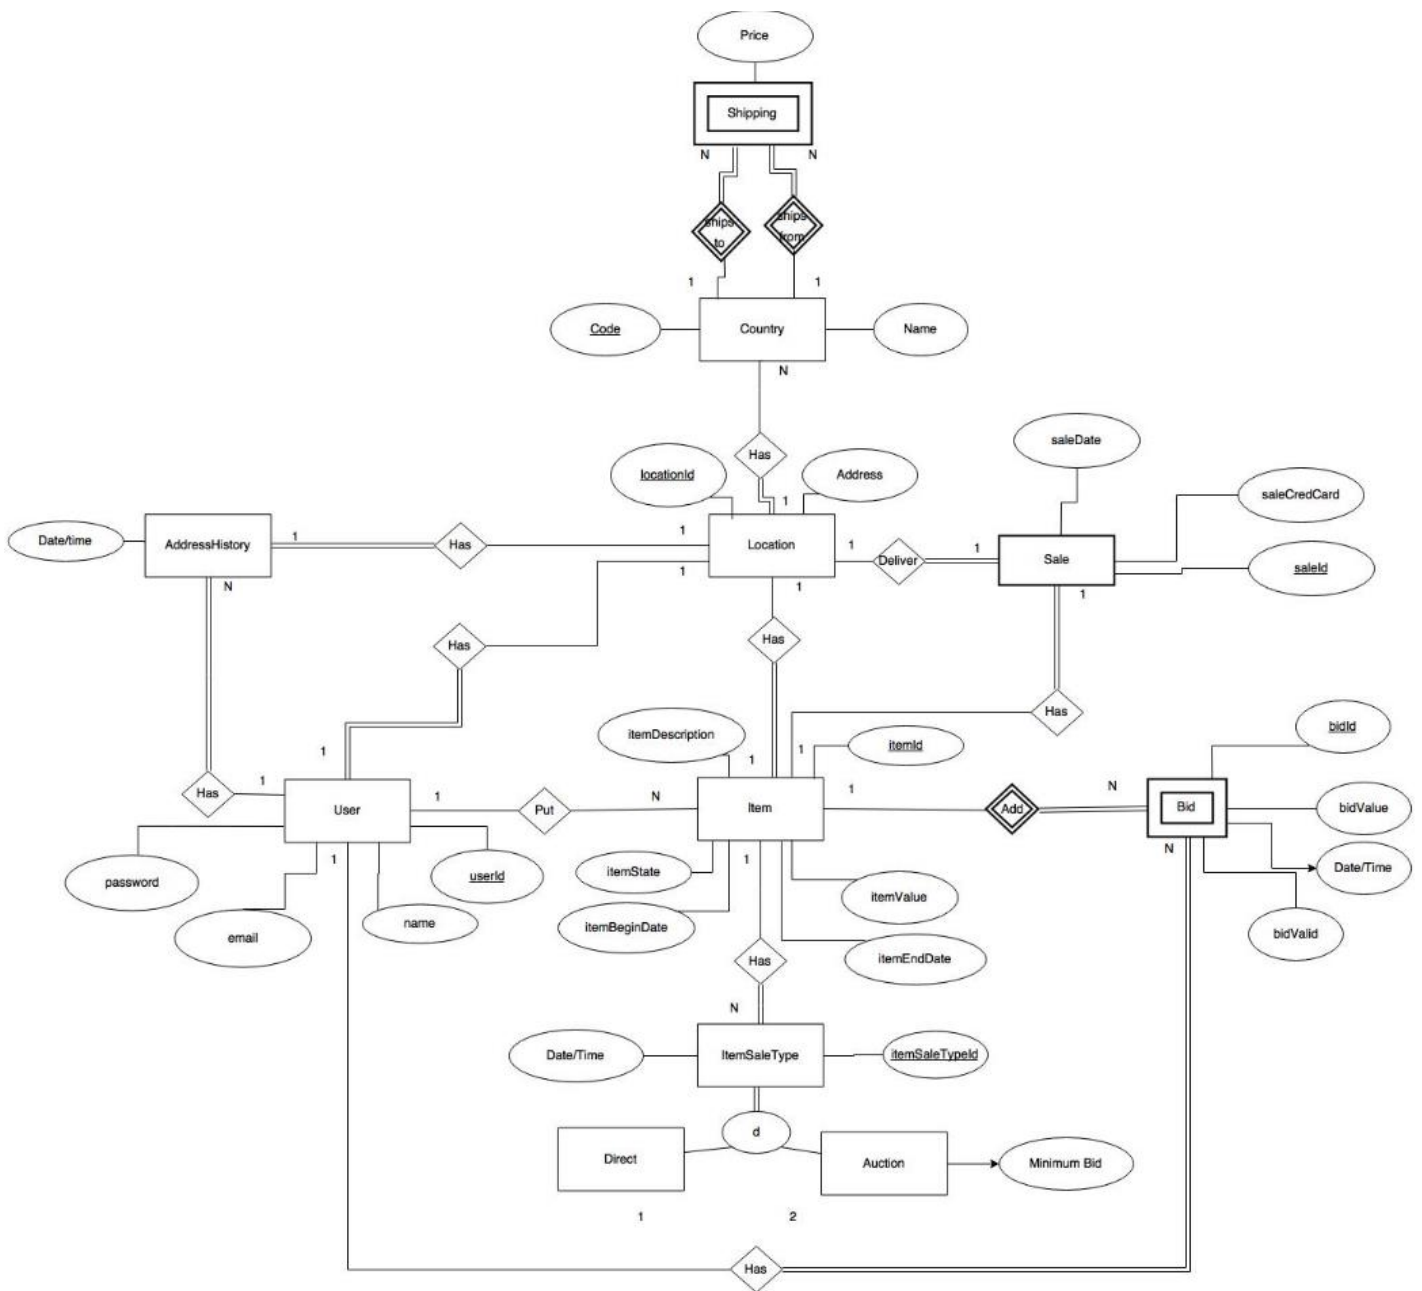 Price
Shipping
N
N
ships
to
ships
from
1
1
Code
Country
Name
N
Has
saleDate
locationId
Address
saleCredCard
1
Date/time
AddressHistory
1
Has
1
Location
1
Deliver
1
Sale
saleId
1
1
1
N
Has
Has
Has
itemDescription
itemId
bidId
1
1
1
Has
1
User
1
Put
N
Item
1
Add
N
Bid
bidValue
1
1
N
password
userId
itemState
itemValue
Date/Time
email
name
itemBeginDate
bidValid
Has
itemEndDate
N
Date/Time
ItemSaleType
itemSaleTypeId
d
Direct
Auction
Minimum Bid
1
2
Has